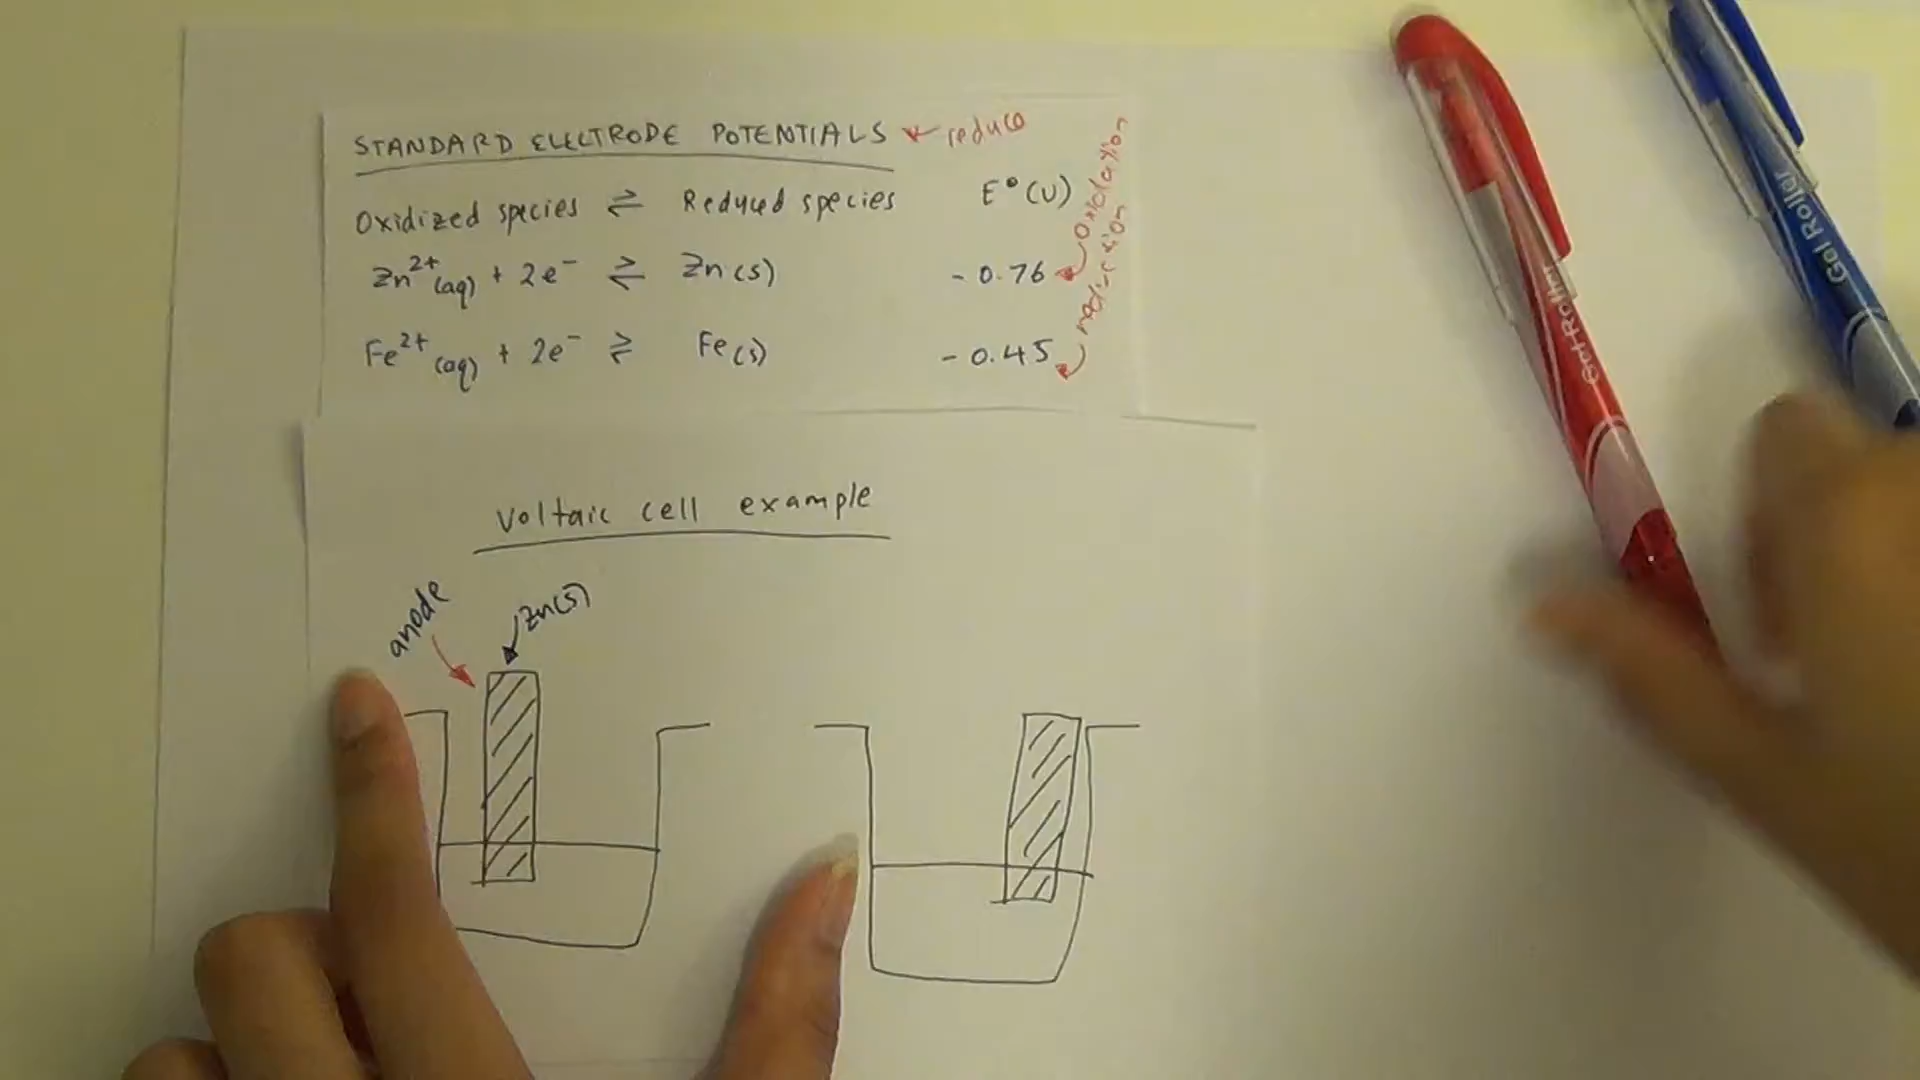 STANDARD ELECTRODE POTENTIALS reduce
Oxidized species ⇌ Reduced species E°(V)
oxidation
Zn²⁺(aq) + 2e⁻ ⇌ Zn(s) -0.76
reduction
Fe²⁺(aq) + 2e⁻ ⇌ Fe(s) -0.45
Voltaic cell example
anode
Zn(s)
Gel Roller
Gel Roller